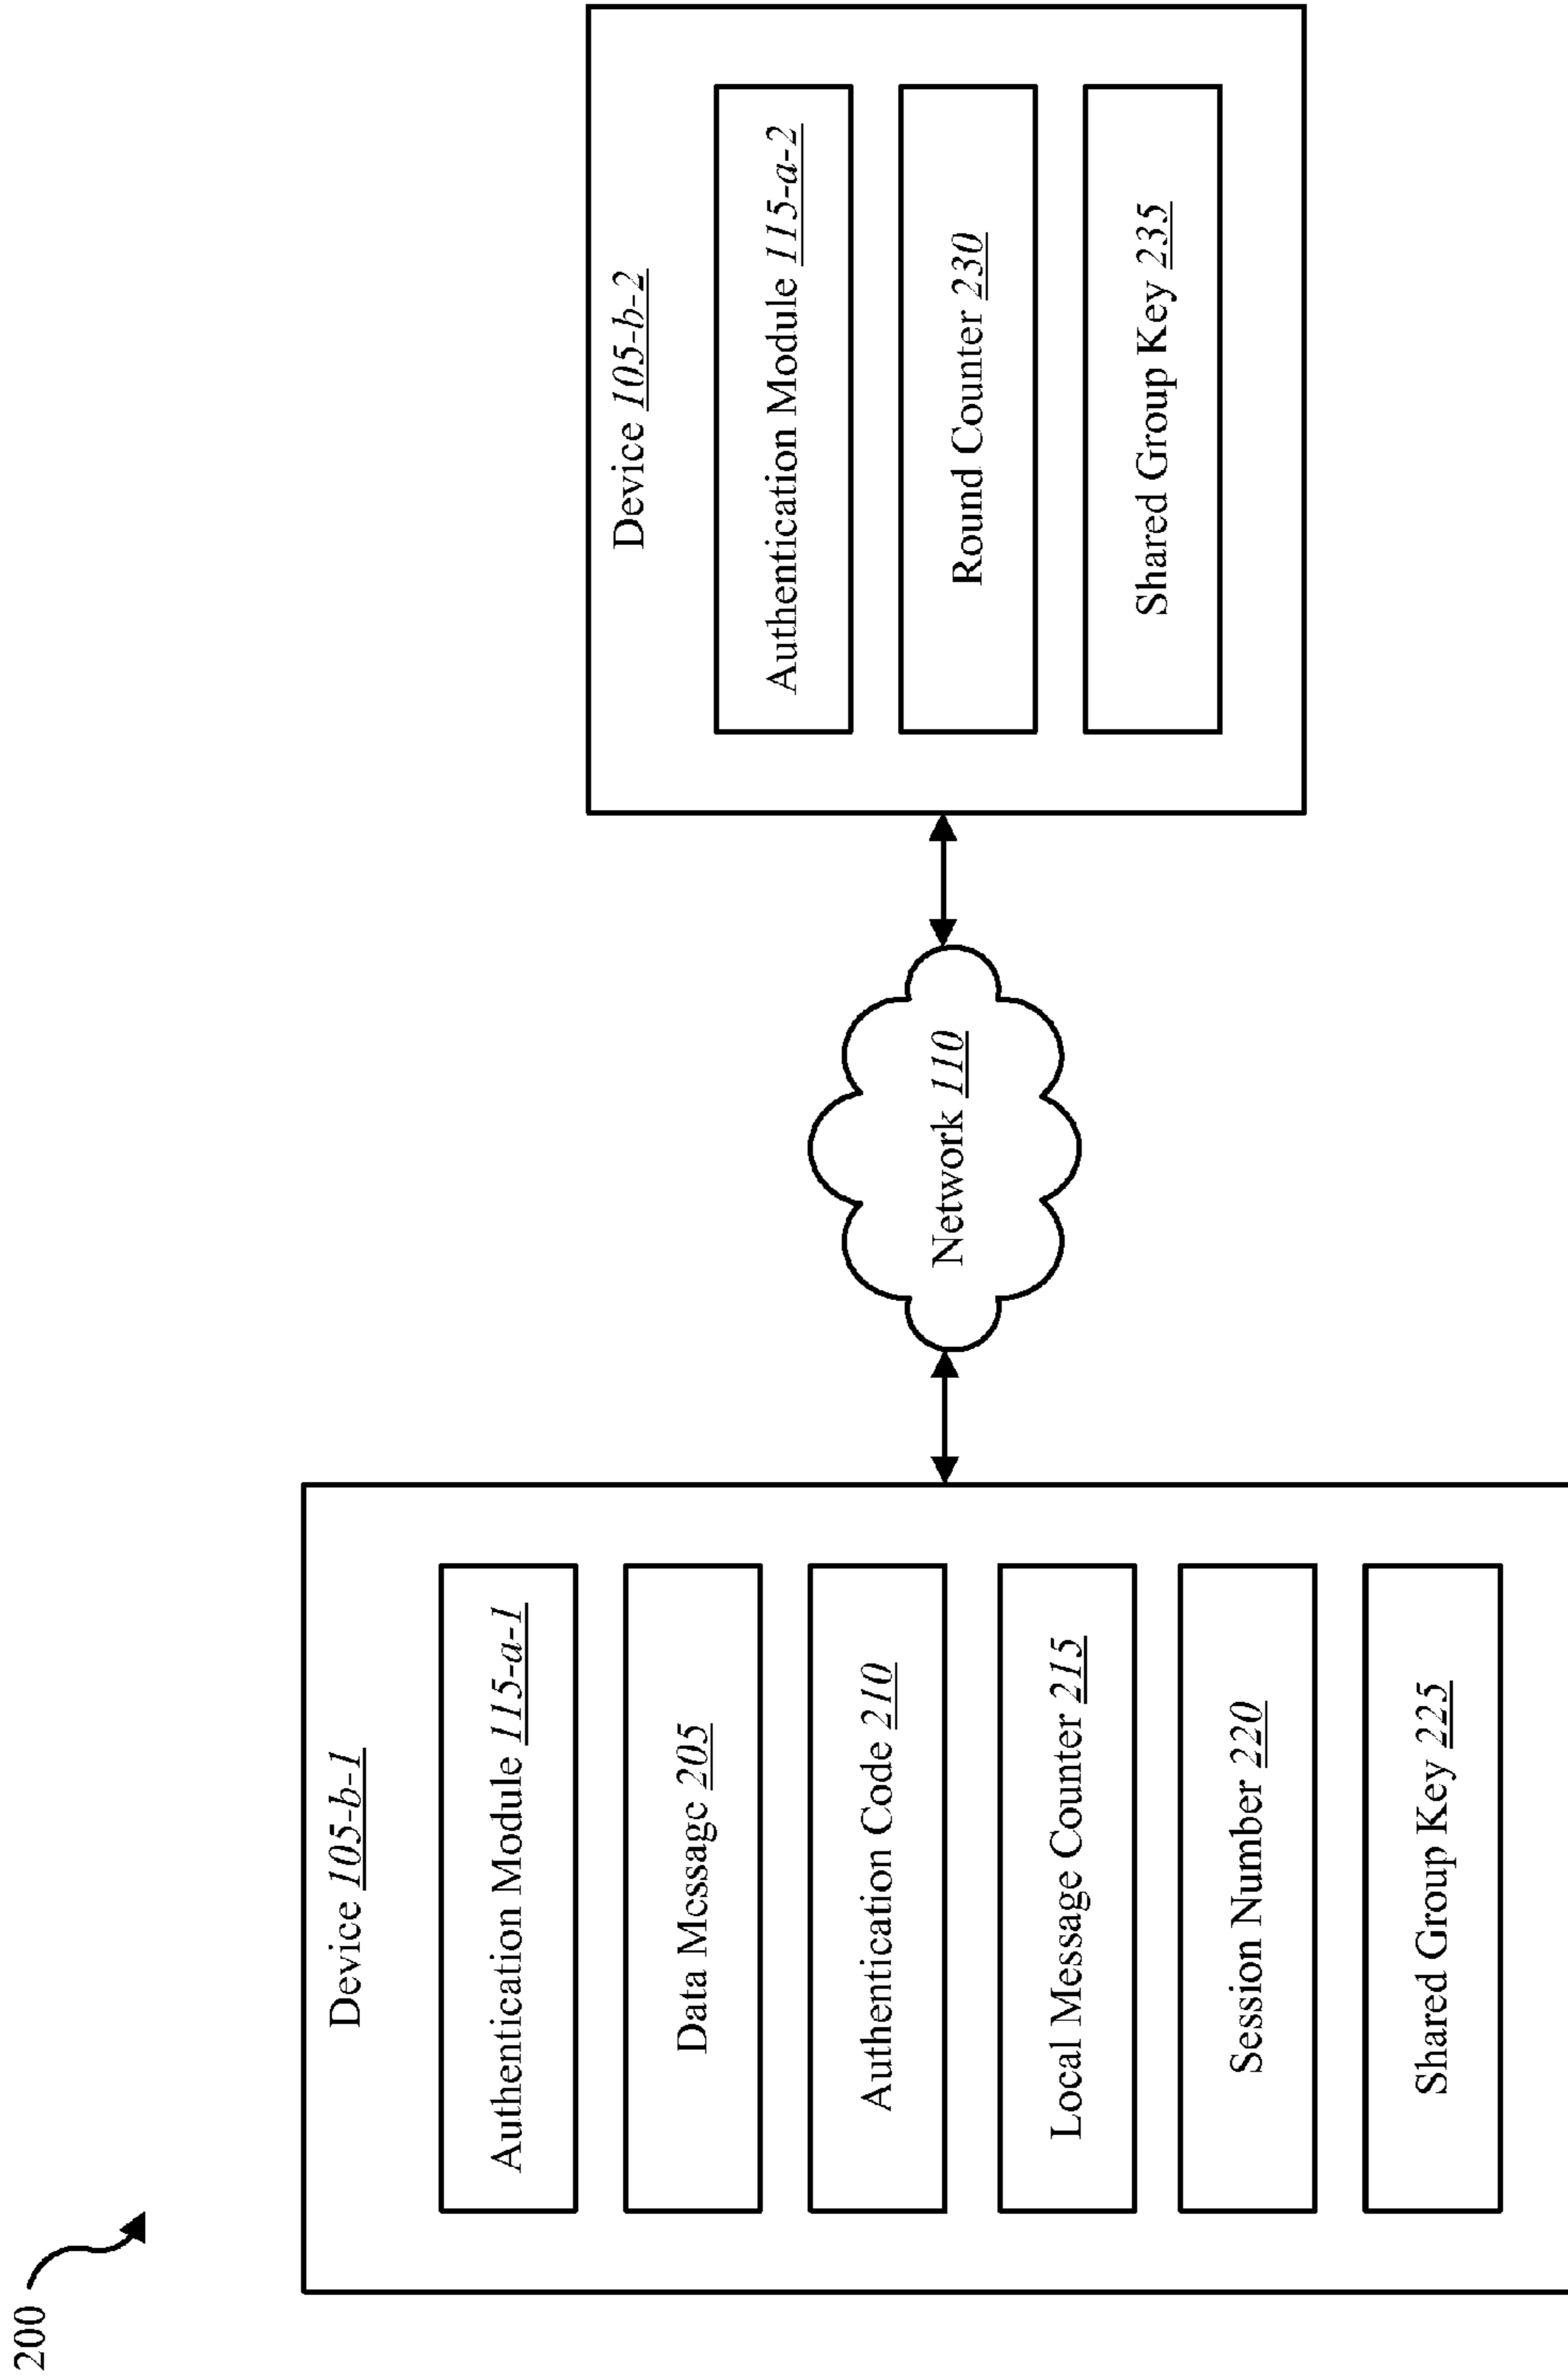 200
Device 105-b-1
Authentication Module 115-a-1
Data Message 205
Authentication Code 210
Local Message Counter 215
Session Number 220
Shared Group Key 225
Network 110
Device 105-b-2
Authentication Module 115-a-2
Round Counter 230
Shared Group Key 235